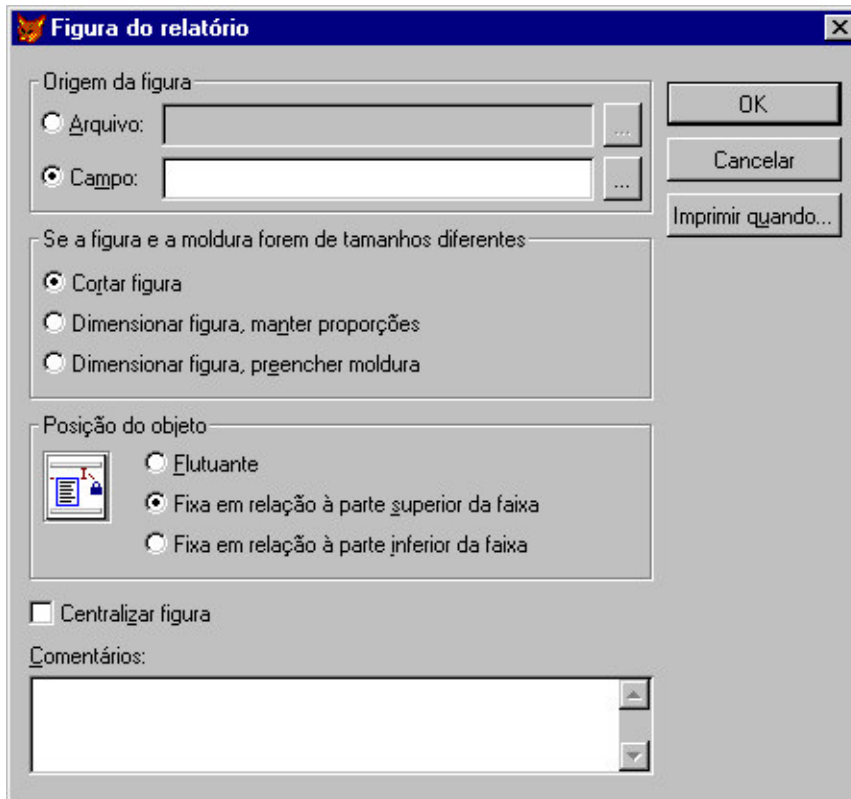 Figura do relatório
Origem da figura
Arquivo:
...
Campo:
...
OK
Cancelar
Imprimir quando...
Se a figura e a moldura forem de tamanhos diferentes
Cortar figura
Dimensionar figura, manter proporções
Dimensionar figura, preencher moldura
Posição do objeto
Flutuante
Fixa em relação à parte superior da faixa
Fixa em relação à parte inferior da faixa
Centralizar figura
Comentários: